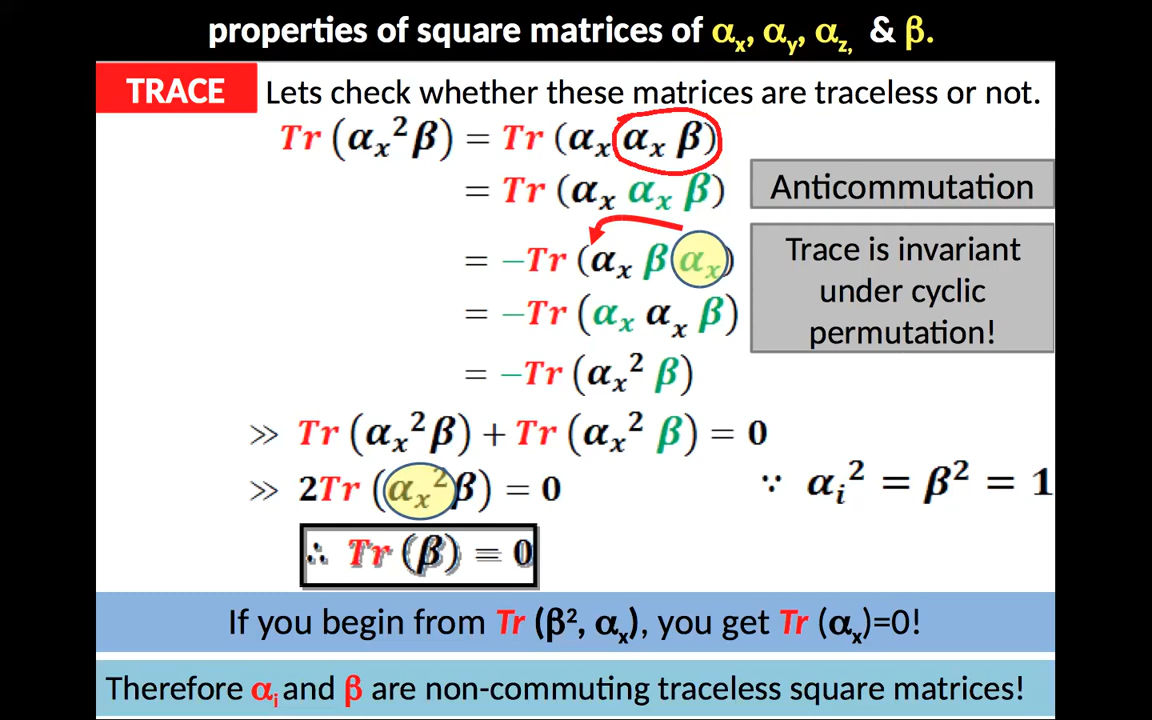 properties of square matrices of αx, αy, αz, & β.
TRACE Lets check whether these matrices are traceless or not.
Tr (αx²β) = Tr (αx αx β)
= Tr (αx αx β) Anticommutation
= −Tr (αx β αx)
Trace is invariant
under cyclic
permutation!
= −Tr (αx αx β)
= −Tr (αx² β)
≫ Tr (αx²β) + Tr (αx² β) = 0
≫ 2Tr (αx²β) = 0 ∵ αi² = β² = 1
∴ Tr (β) = 0
If you begin from Tr (β², αx), you get Tr (αx)=0!
Therefore αi and β are non-commuting traceless square matrices!